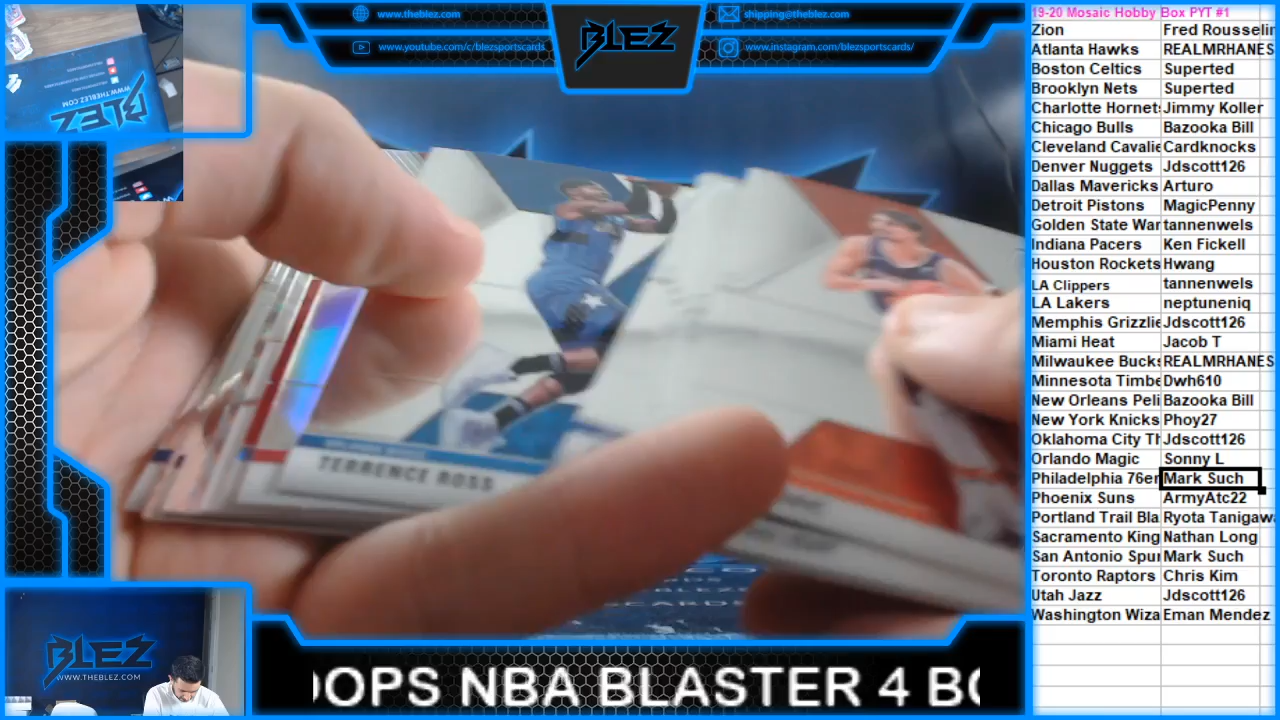 www.theblez.com
www.youtube.com/c/blezsportscards
BLEZ
shipping@theblez.com
www.instagram.com/blezsportscards/
BLEZ
WWW.THEBLEZ.COM
TERRENCE ROSS
BLEZ
WWW.THEBLEZ.COM
OOPS NBA BLASTER 4 BO
19-20 Mosaic Hobby Box PYT #1
Zion Fred Rousselin
Atlanta Hawks REALMRHANES
Boston Celtics Superted
Brooklyn Nets Superted
Charlotte Hornets Jimmy Koller
Chicago Bulls Bazooka Bill
Cleveland Cavalie Cardknocks
Denver Nuggets Jdscott126
Dallas Mavericks Arturo
Detroit Pistons MagicPenny
Golden State War tannenwels
Indiana Pacers Ken Fickell
Houston Rockets Hwang
LA Clippers tannenwels
LA Lakers neptuneniq
Memphis Grizzlie Jdscott126
Miami Heat Jacob T
Milwaukee Bucks REALMRHANES
Minnesota Timbe Dwh610
New Orleans Peli Bazooka Bill
New York Knicks Phoy27
Oklahoma City Th Jdscott126
Orlando Magic Sonny L
Philadelphia 76er Mark Such
Phoenix Suns ArmyAtc22
Portland Trail Bla Ryota Tanigaw
Sacramento King Nathan Long
San Antonio Spur Mark Such
Toronto Raptors Chris Kim
Utah Jazz Jdscott126
Washington Wiza Eman Mendez